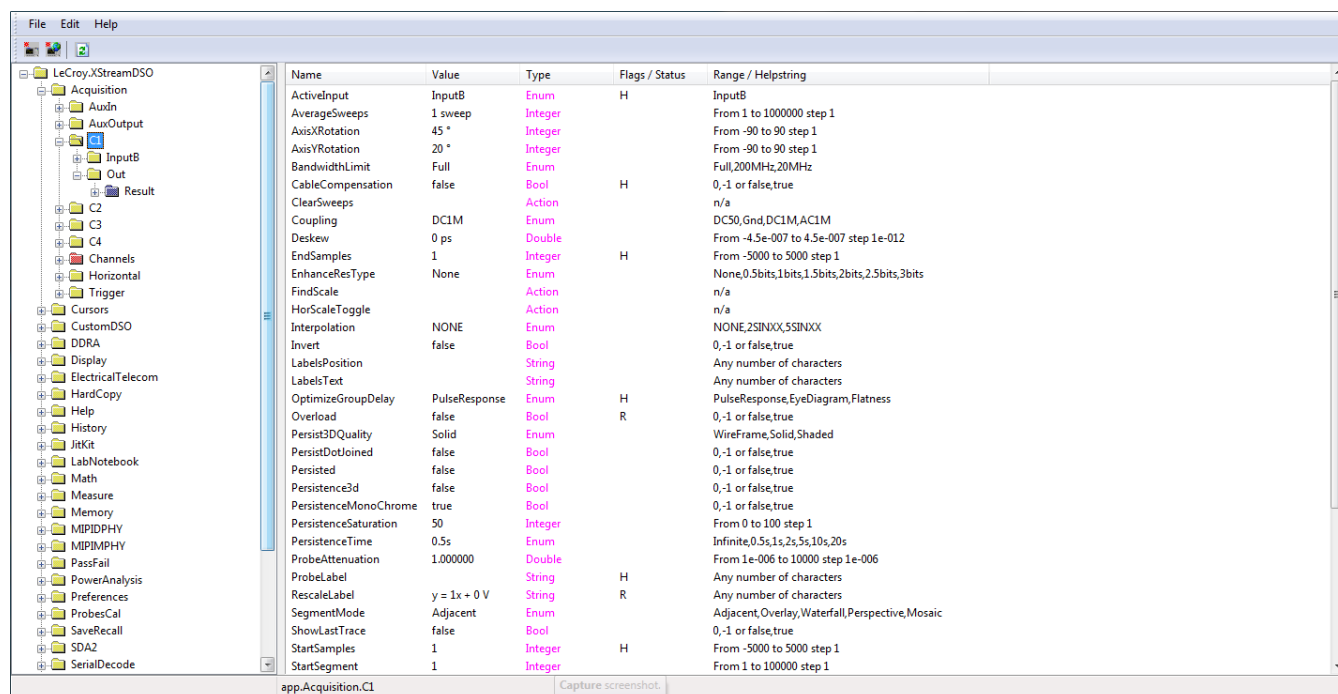 File Edit Help
LeCroy.XStreamDSO
Acquisition
AuxIn
AuxOutput
C1
InputB
Out
Result
C2
C3
C4
Channels
Horizontal
Trigger
Cursors
CustomDSO
DDRA
Display
ElectricalTelecom
HardCopy
Help
History
JitKit
LabNotebook
Math
Measure
Memory
MIPIDPHY
MIPIMPHY
PassFail
PowerAnalysis
Preferences
ProbesCal
SaveRecall
SDA2
SerialDecode
Name Value Type Flags / Status Range / Helpstring
ActiveInput InputB Enum H InputB
AverageSweeps 1 sweep Integer From 1 to 1000000 step 1
AxisXRotation 45 ° Integer From -90 to 90 step 1
AxisYRotation 20 ° Integer From -90 to 90 step 1
BandwidthLimit Full Enum Full,200MHz,20MHz
CableCompensation false Bool H 0,-1 or false,true
ClearSweeps Action n/a
Coupling DC1M Enum DC50,Gnd,DC1M,AC1M
Deskew 0 ps Double From -4.5e-007 to 4.5e-007 step 1e-012
EndSamples 1 Integer H From -5000 to 5000 step 1
EnhanceResType None Enum None,0.5bits,1bits,1.5bits,2bits,2.5bits,3bits
FindScale Action n/a
HorScaleToggle Action n/a
Interpolation NONE Enum NONE,2SINXX,5SINXX
Invert false Bool 0,-1 or false,true
LabelsPosition String Any number of characters
LabelsText String Any number of characters
OptimizeGroupDelay PulseResponse Enum H PulseResponse,EyeDiagram,Flatness
Overload false Bool R 0,-1 or false,true
Persist3DQuality Solid Enum WireFrame,Solid,Shaded
PersistDotJoined false Bool 0,-1 or false,true
Persisted false Bool 0,-1 or false,true
Persistence3d false Bool 0,-1 or false,true
PersistenceMonoChrome true Bool 0,-1 or false,true
PersistenceSaturation 50 Integer From 0 to 100 step 1
PersistenceTime 0.5s Enum Infinite,0.5s,1s,2s,5s,10s,20s
ProbeAttenuation 1.000000 Double From 1e-006 to 10000 step 1e-006
ProbeLabel String H Any number of characters
RescaleLabel y = 1x + 0 V String R Any number of characters
SegmentMode Adjacent Enum Adjacent,Overlay,Waterfall,Perspective,Mosaic
ShowLastTrace false Bool 0,-1 or false,true
StartSamples 1 Integer H From -5000 to 5000 step 1
StartSegment 1 Integer From 1 to 100000 step 1
app.Acquisition.C1
Capture screenshot.